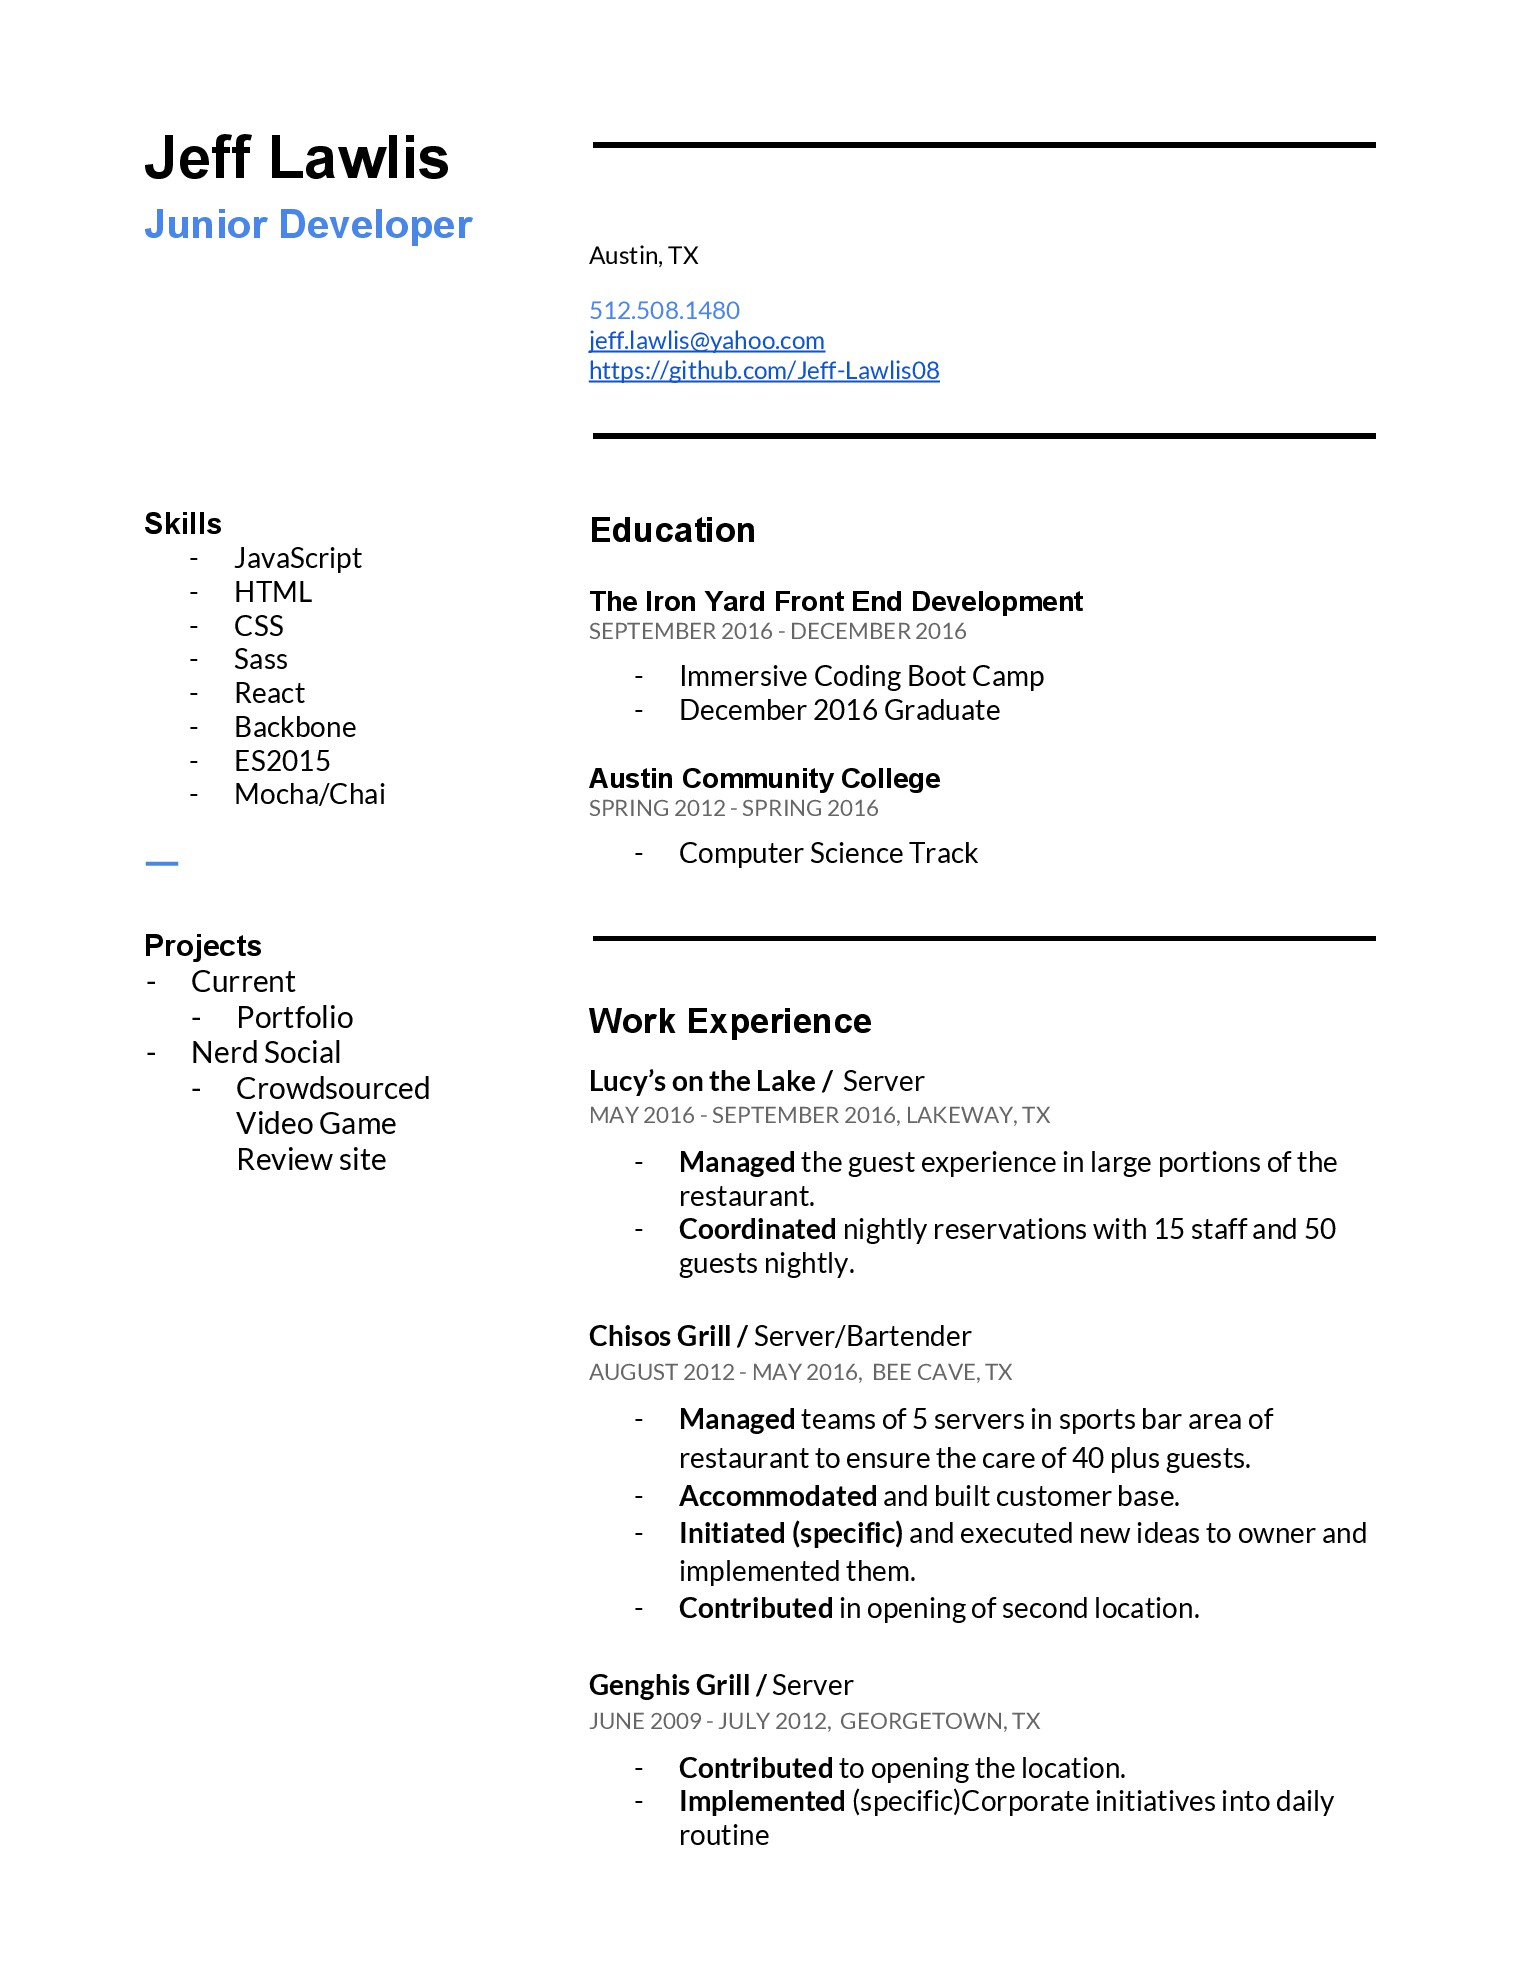 Jeff Lawlis
Junior Developer
Austin, TX
512.508.1480
jeff.lawlis@yahoo.com
https://github.com/Jeff-Lawlis08
Skills
- JavaScript
- HTML
- CSS
- Sass
- React
- Backbone
- ES2015
- Mocha/Chai
—
Projects
- Current
- Portfolio
- Nerd Social
- Crowdsourced
Video Game
Review site
Education
The Iron Yard Front End Development
SEPTEMBER 2016 - DECEMBER 2016
- Immersive Coding Boot Camp
- December 2016 Graduate
Austin Community College
SPRING 2012 - SPRING 2016
- Computer Science Track
Work Experience
Lucy’s on the Lake / Server
MAY 2016 - SEPTEMBER 2016, LAKEWAY, TX
- Managed the guest experience in large portions of the
restaurant.
- Coordinated nightly reservations with 15 staff and 50
guests nightly.
Chisos Grill / Server/Bartender
AUGUST 2012 - MAY 2016, BEE CAVE, TX
- Managed teams of 5 servers in sports bar area of
restaurant to ensure the care of 40 plus guests.
- Accommodated and built customer base.
- Initiated (specific) and executed new ideas to owner and
implemented them.
- Contributed in opening of second location.
Genghis Grill / Server
JUNE 2009 - JULY 2012, GEORGETOWN, TX
- Contributed to opening the location.
- Implemented (specific)Corporate initiatives into daily
routine